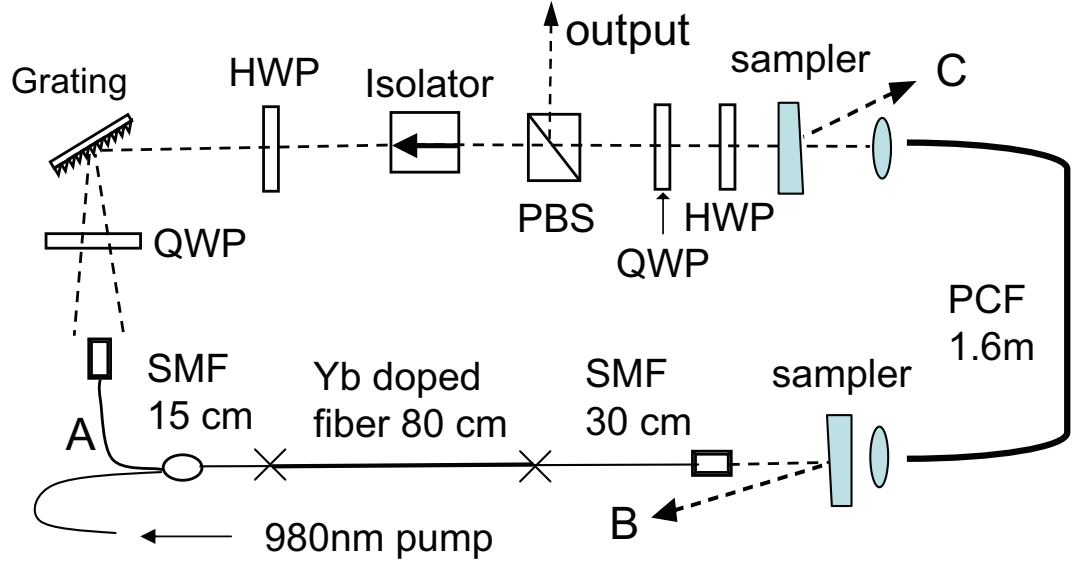 output
sampler
C
Grating
HWP
Isolator
PBS
HWP
QWP
QWP
PCF
1.6m
SMF
15 cm
Yb doped
fiber 80 cm
SMF
30 cm
sampler
A
B
980nm pump